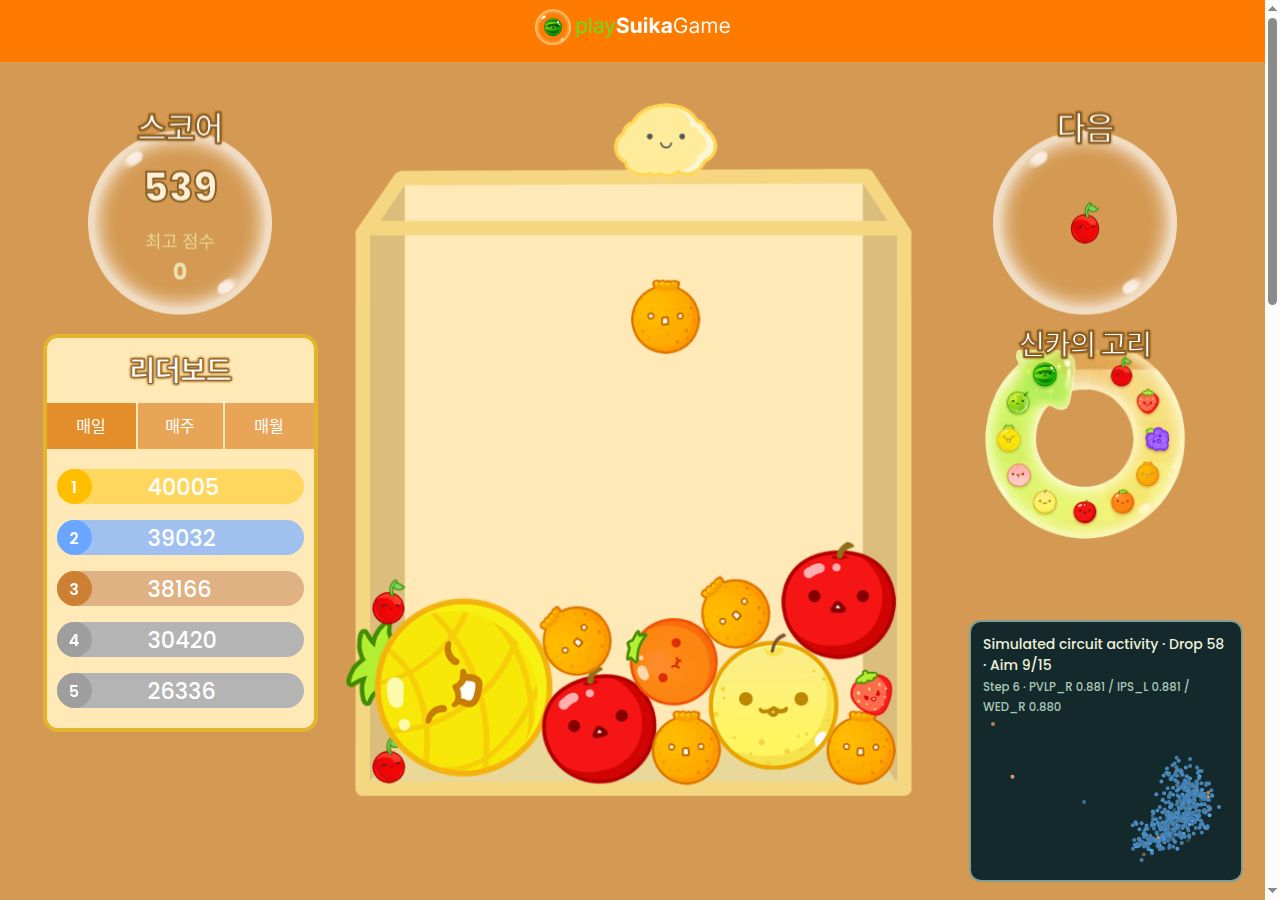 playSuikaGame
스코어
539
최고 점수
0
다음
신카의 고리
리더보드
매일 매주 매월
1 40005
2 39032
3 38166
4 30420
5 26336
Simulated circuit activity · Drop 58
· Aim 9/15
Step 6 · PVLP_R 0.881 / IPS_L 0.881 /
WED_R 0.880